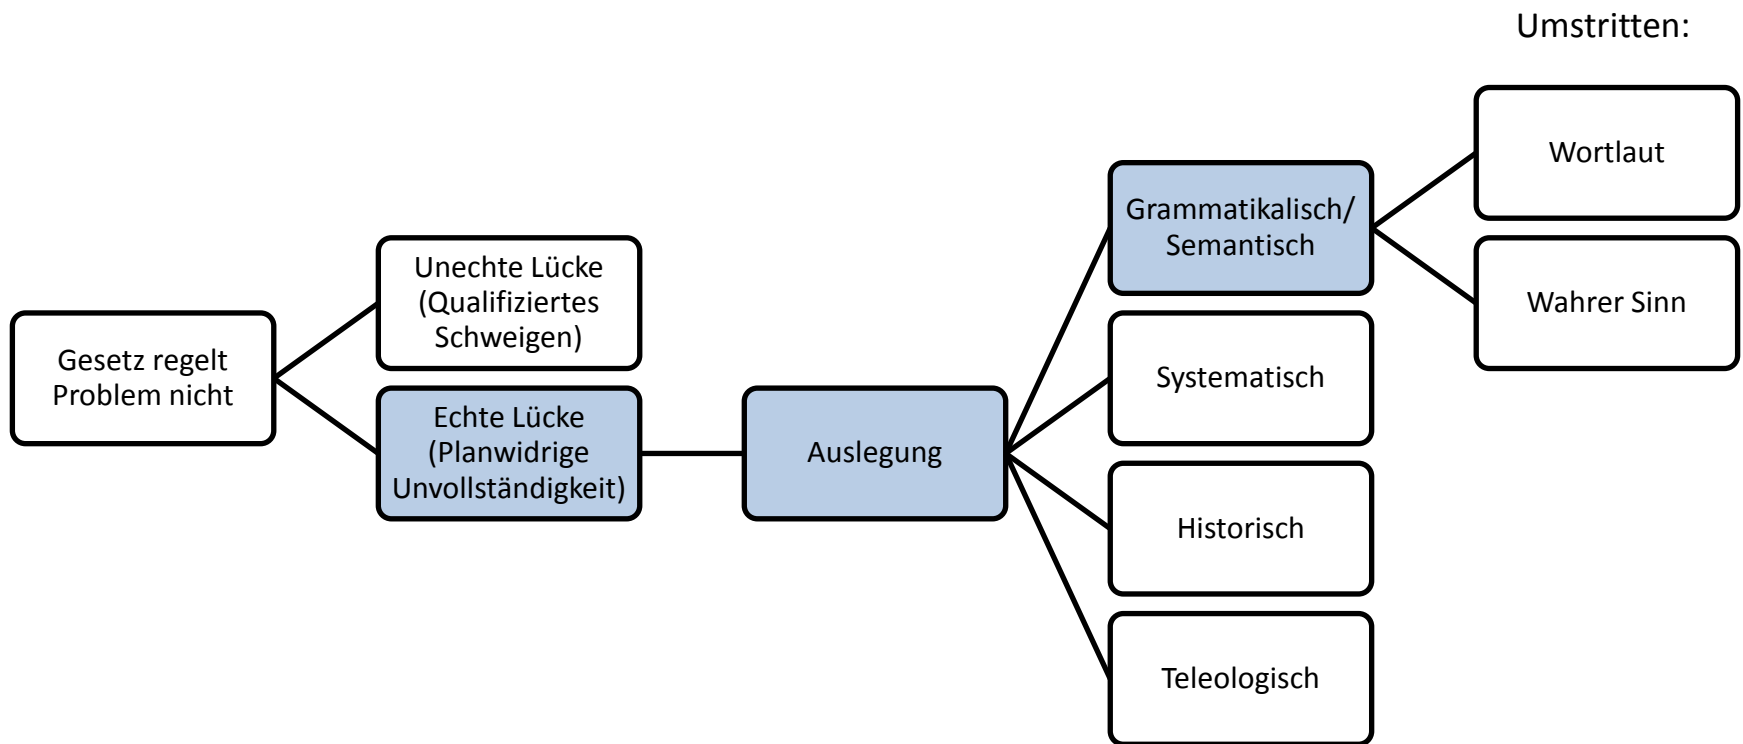 Umstritten:
Gesetz regelt
Problem nicht
Unechte Lücke
(Qualifiziertes
Schweigen)
Echte Lücke
(Planwidrige
Unvollständigkeit)
Auslegung
Grammatikalisch/
Semantisch
Systematisch
Historisch
Teleologisch
Wortlaut
Wahrer Sinn